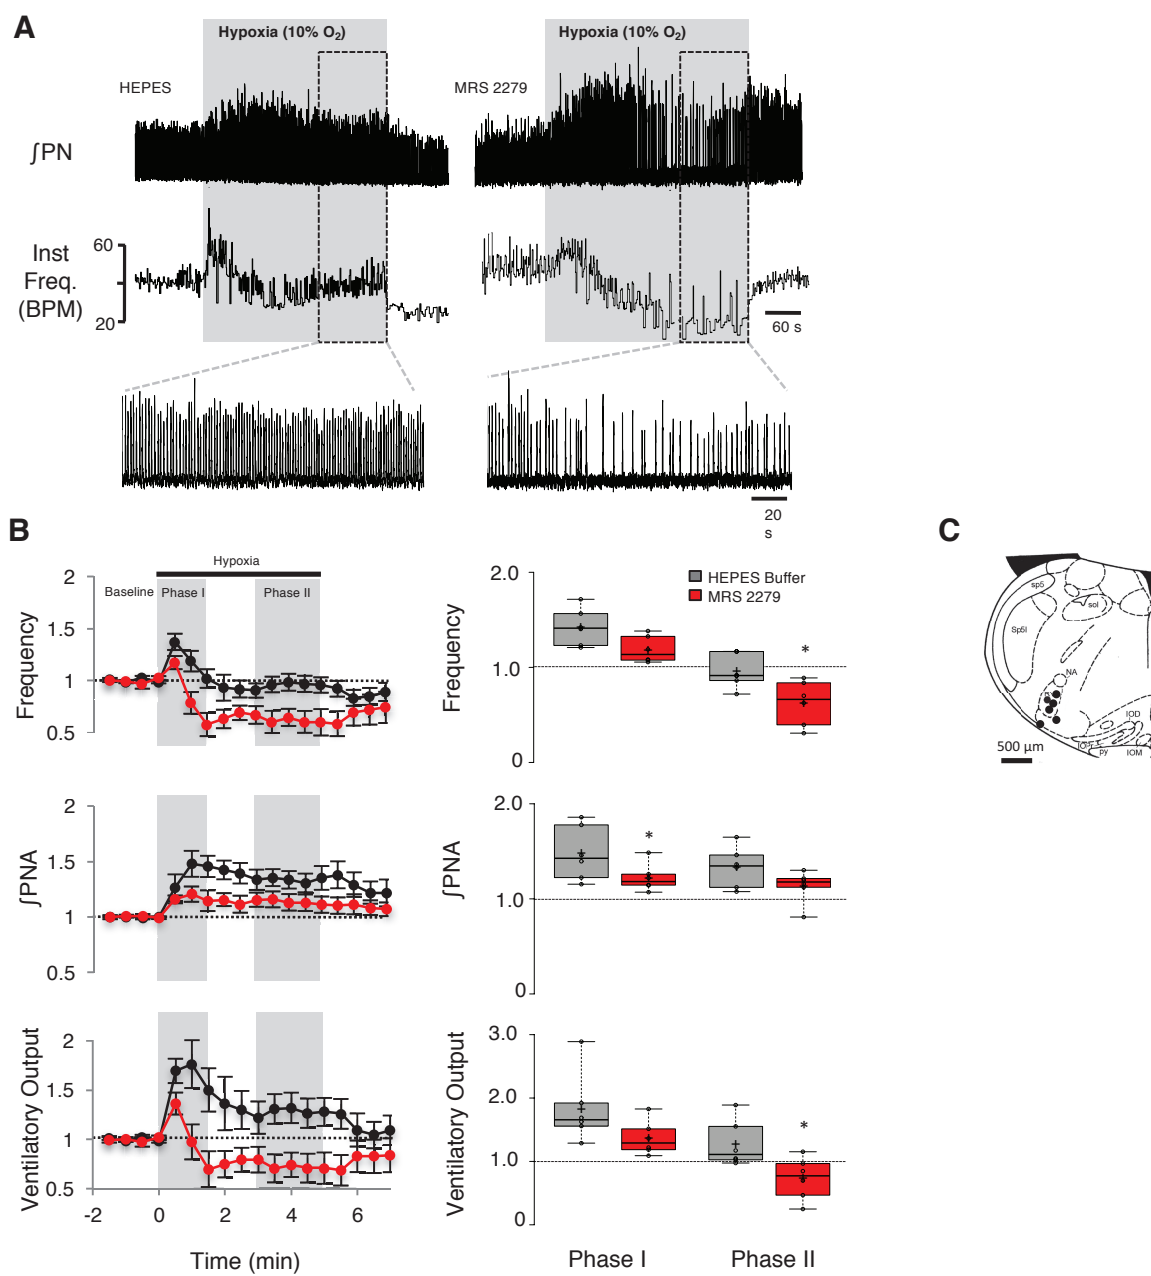 A
Hypoxia (10% O₂)
Hypoxia (10% O₂)
HEPES
MRS 2279
∫PN
Inst
Freq.
(BPM)
60
20
60 s
20
s
B
C
Hypoxia
Baseline
Phase I
Phase II
Frequency
2
1.5
1
0.5
Frequency
2.0
1.0
0
HEPES Buffer
MRS 2279
*
sp5
sol
Sp5I
NA
IOD
py
IOM
500 µm
∫PNA
2
1.5
1
0.5
∫PNA
2.0
1.0
0
*
Ventilatory Output
2
1.5
1
0.5
-2
0
2
4
6
Time (min)
Ventilatory Output
3.0
2.0
1.0
0
*
Phase I
Phase II